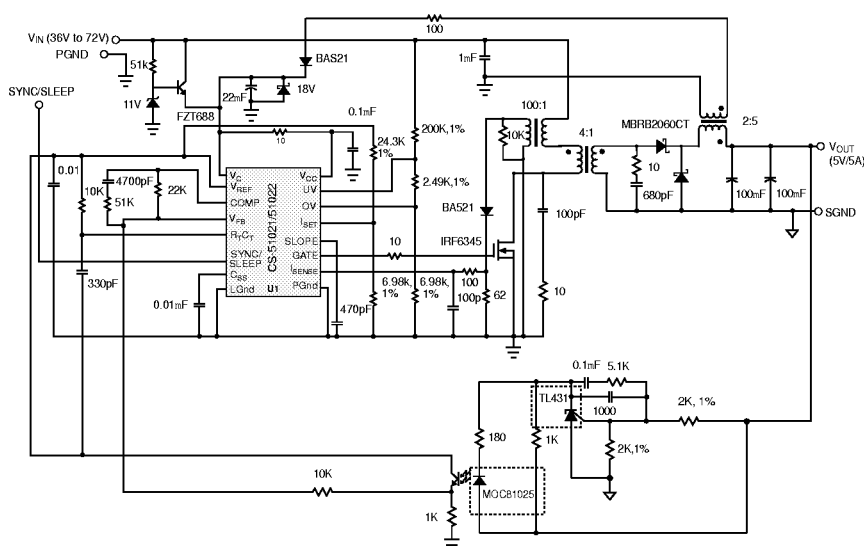 100
V_IN (36V to 72V)
PGND
51k
BAS21
1mF
SYNC/SLEEP
11V
FZT688
22mF
18V
0.1mF
100:1
2:5
10
24.3K
1%
200K,1%
10K
4:1
MBRB2060CT
V_OUT
(5V/5A)
0.01
4700pF
10K
22K
51K
2.49K,1%
BA521
10
680pF
100mF
100mF
100pF
SGND
V_C
V_REF
COMP
V_FB
R_TC_T
SYNC/
SLEEP
C_SS
LGnd
CS-51021/51022
U1
V_CC
UV
OV
I_SET
SLOPE
GATE
I_SENSE
PGnd
IRF6345
10
330pF
0.01mF
470pF
6.98k,
1%
6.98k,
1%
100
100p
62
10
0.1mF
5.1K
TL431
1000
2K, 1%
180
1K
2K,1%
MOC81025
10K
1K